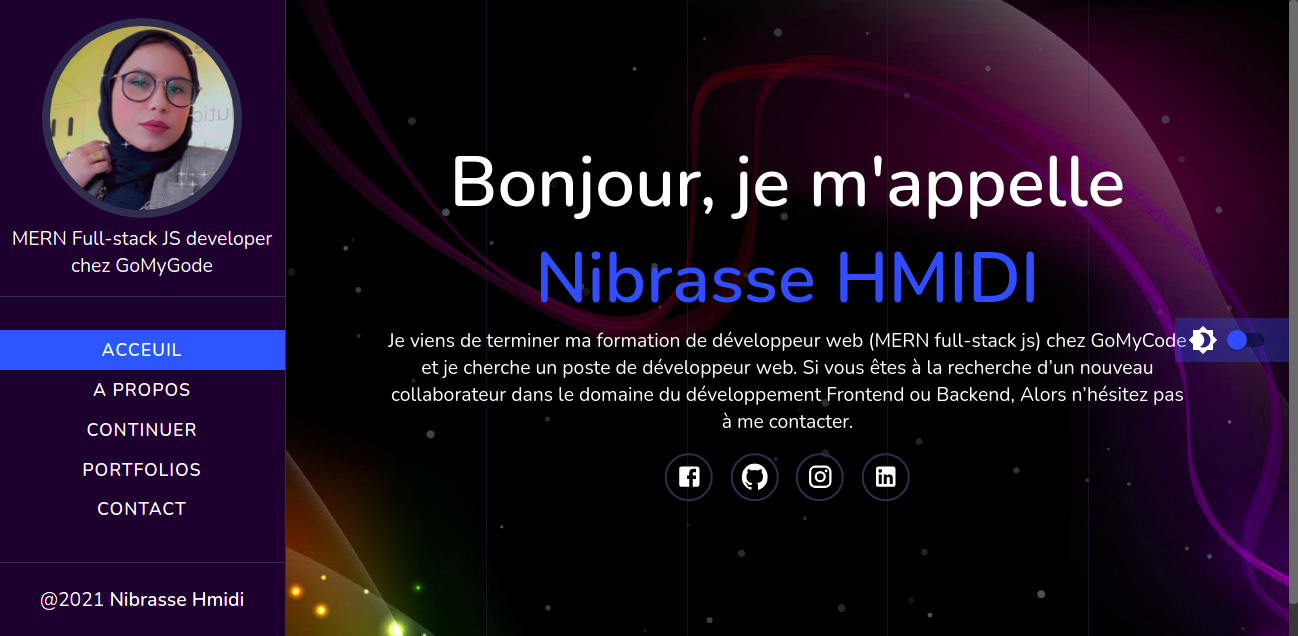 MERN Full-stack JS developer
chez GoMyGode
ACCEUIL
A PROPOS
CONTINUER
PORTFOLIOS
CONTACT
@2021 Nibrasse Hmidi
Bonjour, je m'appelle
Nibrasse HMIDI
Je viens de terminer ma formation de développeur web (MERN full-stack js) chez GoMyCode
et je cherche un poste de développeur web. Si vous êtes à la recherche d’un nouveau
collaborateur dans le domaine du développement Frontend ou Backend, Alors n’hésitez pas
à me contacter.